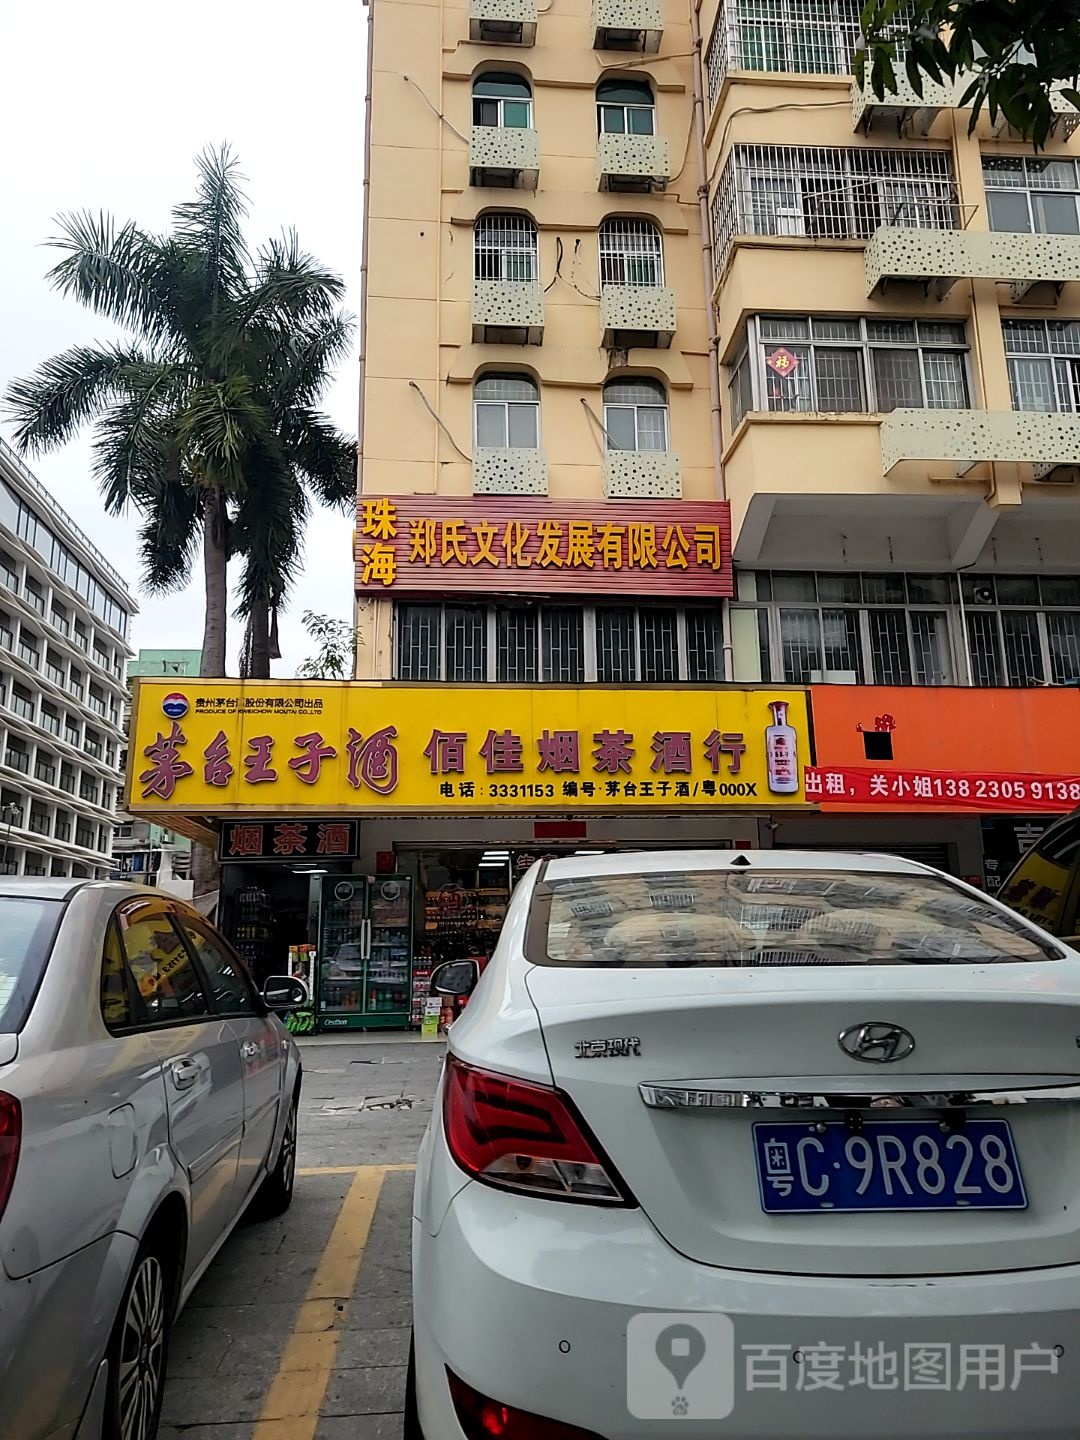 福
珠海 郑氏文化发展有限公司
贵州茅台酒股份有限公司出品
PRODUCE OF KWEICHOW MOUTAI CO.,LTD
茅台王子酒 佰佳烟茶酒行
电话:3331153 编号·茅台王子酒/粤000X
出租，关小姐138 2305 9138
烟茶酒
吉
专
配
北京现代
粤C·9R828
百度地图用户